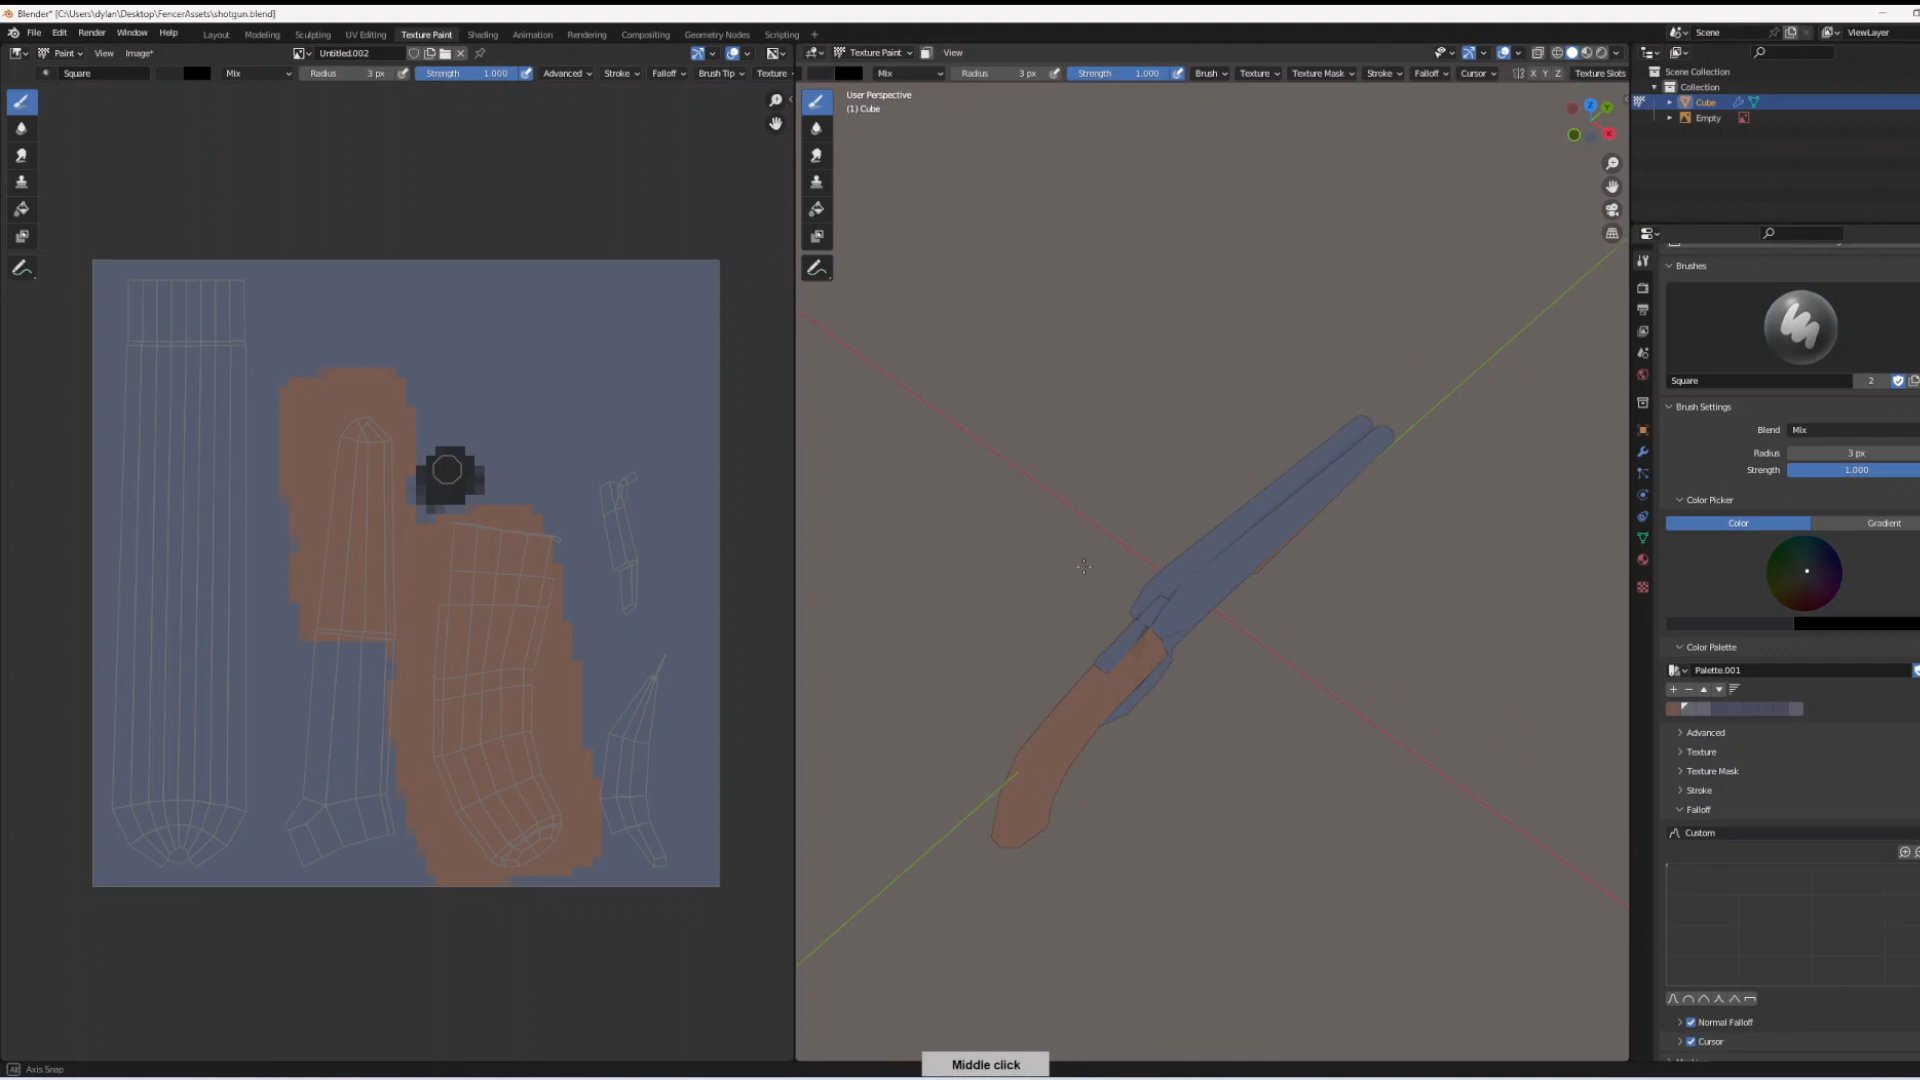 Blender* [C:\Users\dylan\Desktop\FencerAssets\shotgun.blend]
File Edit Render Window Help Layout Modeling Sculpting UV Editing Texture Paint Shading Animation Rendering Compositing Geometry Nodes Scripting + Scene ViewLayer
Paint View Image* Untitled.002 Texture Paint View
Square Mix Radius 3 px Strength 1.000 Advanced Stroke Falloff Brush Tip Texture Mix Radius 3 px Strength 1.000 Brush Texture Texture Mask Stroke Falloff Cursor X Y Z Texture Slots
Scene Collection
Collection
Cube
Empty
User Perspective
(1) Cube
Z Y X
Brushes
Square 2
Brush Settings
Blend Mix
Radius 3 px
Strength 1.000
Color Picker
Color Gradient
Color Palette
Palette.001
Advanced
Texture
Texture Mask
Stroke
Falloff
Custom
Normal Falloff
Cursor
Middle click
Alt Axis Snap